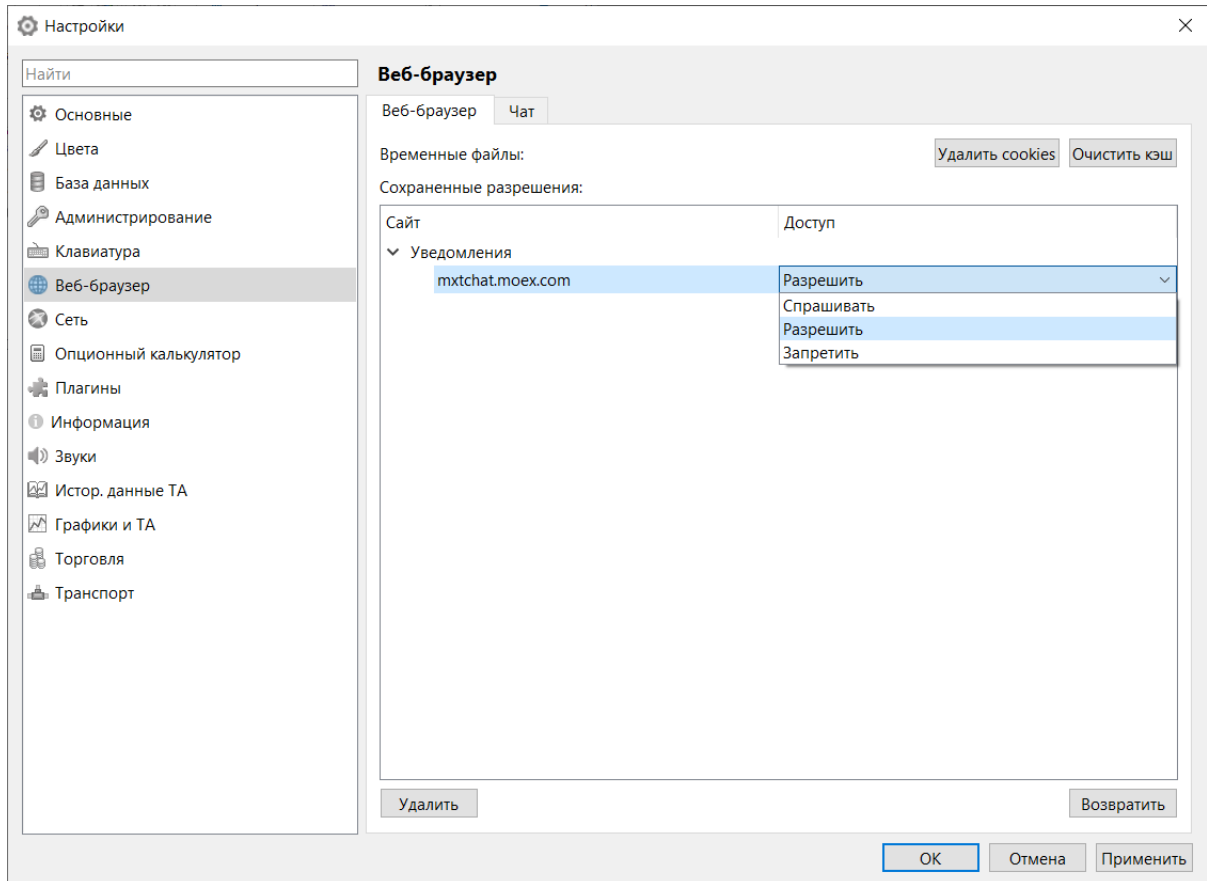 Настройки
Найти
Основные
Цвета
База данных
Администрирование
Клавиатура
Веб-браузер
Сеть
Опционный калькулятор
Плагины
Информация
Звуки
Истор. данные ТА
Графики и ТА
Торговля
Транспорт
Веб-браузер
Веб-браузер Чат
Временные файлы: Удалить cookies Очистить кэш
Сохраненные разрешения:
Сайт Доступ
Уведомления
mxtchat.moex.com Разрешить
Спрашивать
Разрешить
Запретить
Удалить Возвратить
ОК Отмена Применить